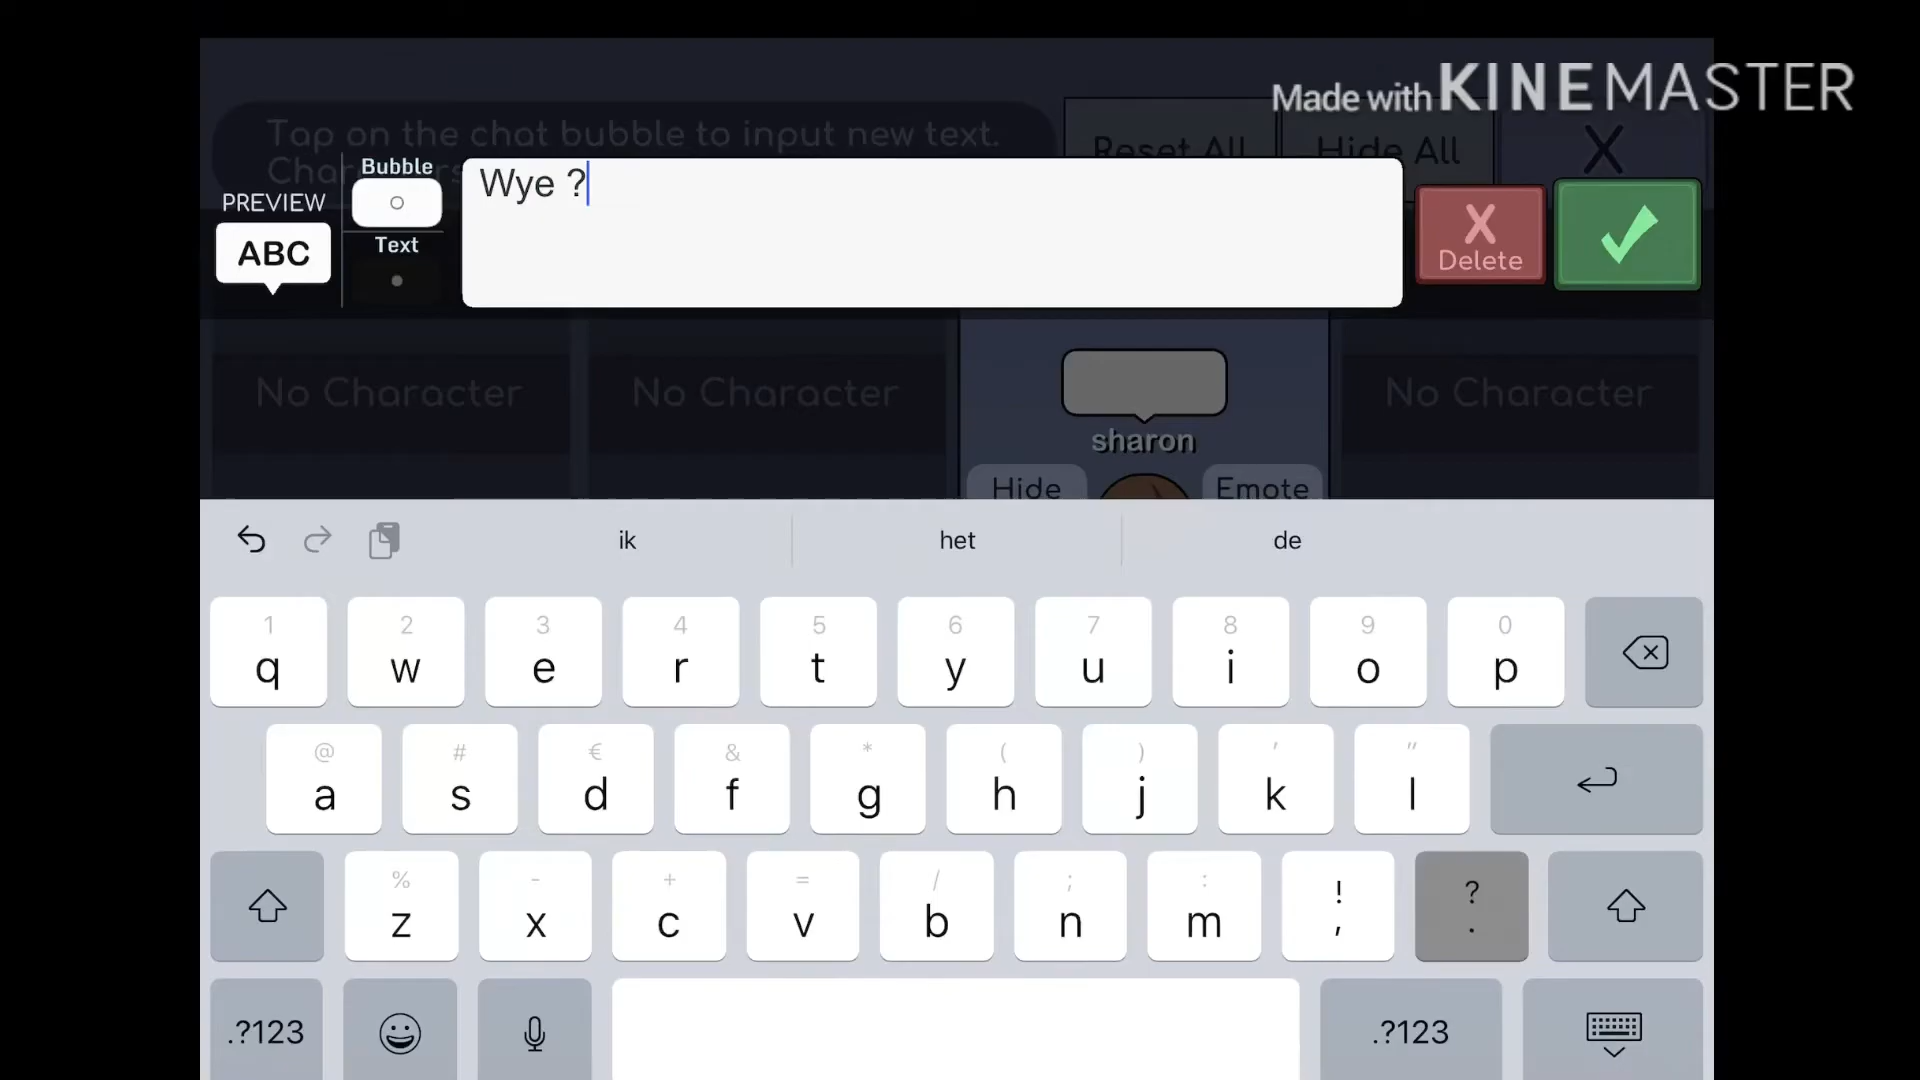 Made with KINEMASTER
Tap on the chat bubble to input new text.
Reset All
Hide All
X
Bubble
PREVIEW
ABC
Text
Wye ?
X
Delete
No Character
No Character
sharon
Hide
Emote
No Character
ik
het
de
1 2 3 4 5 6 7 8 9 0
q w e r t y u i o p
@ # € & * ( ) ' "
a s d f g h j k l
% - + = / ; : ! ?
z x c v b n m , .
.?123
.?123